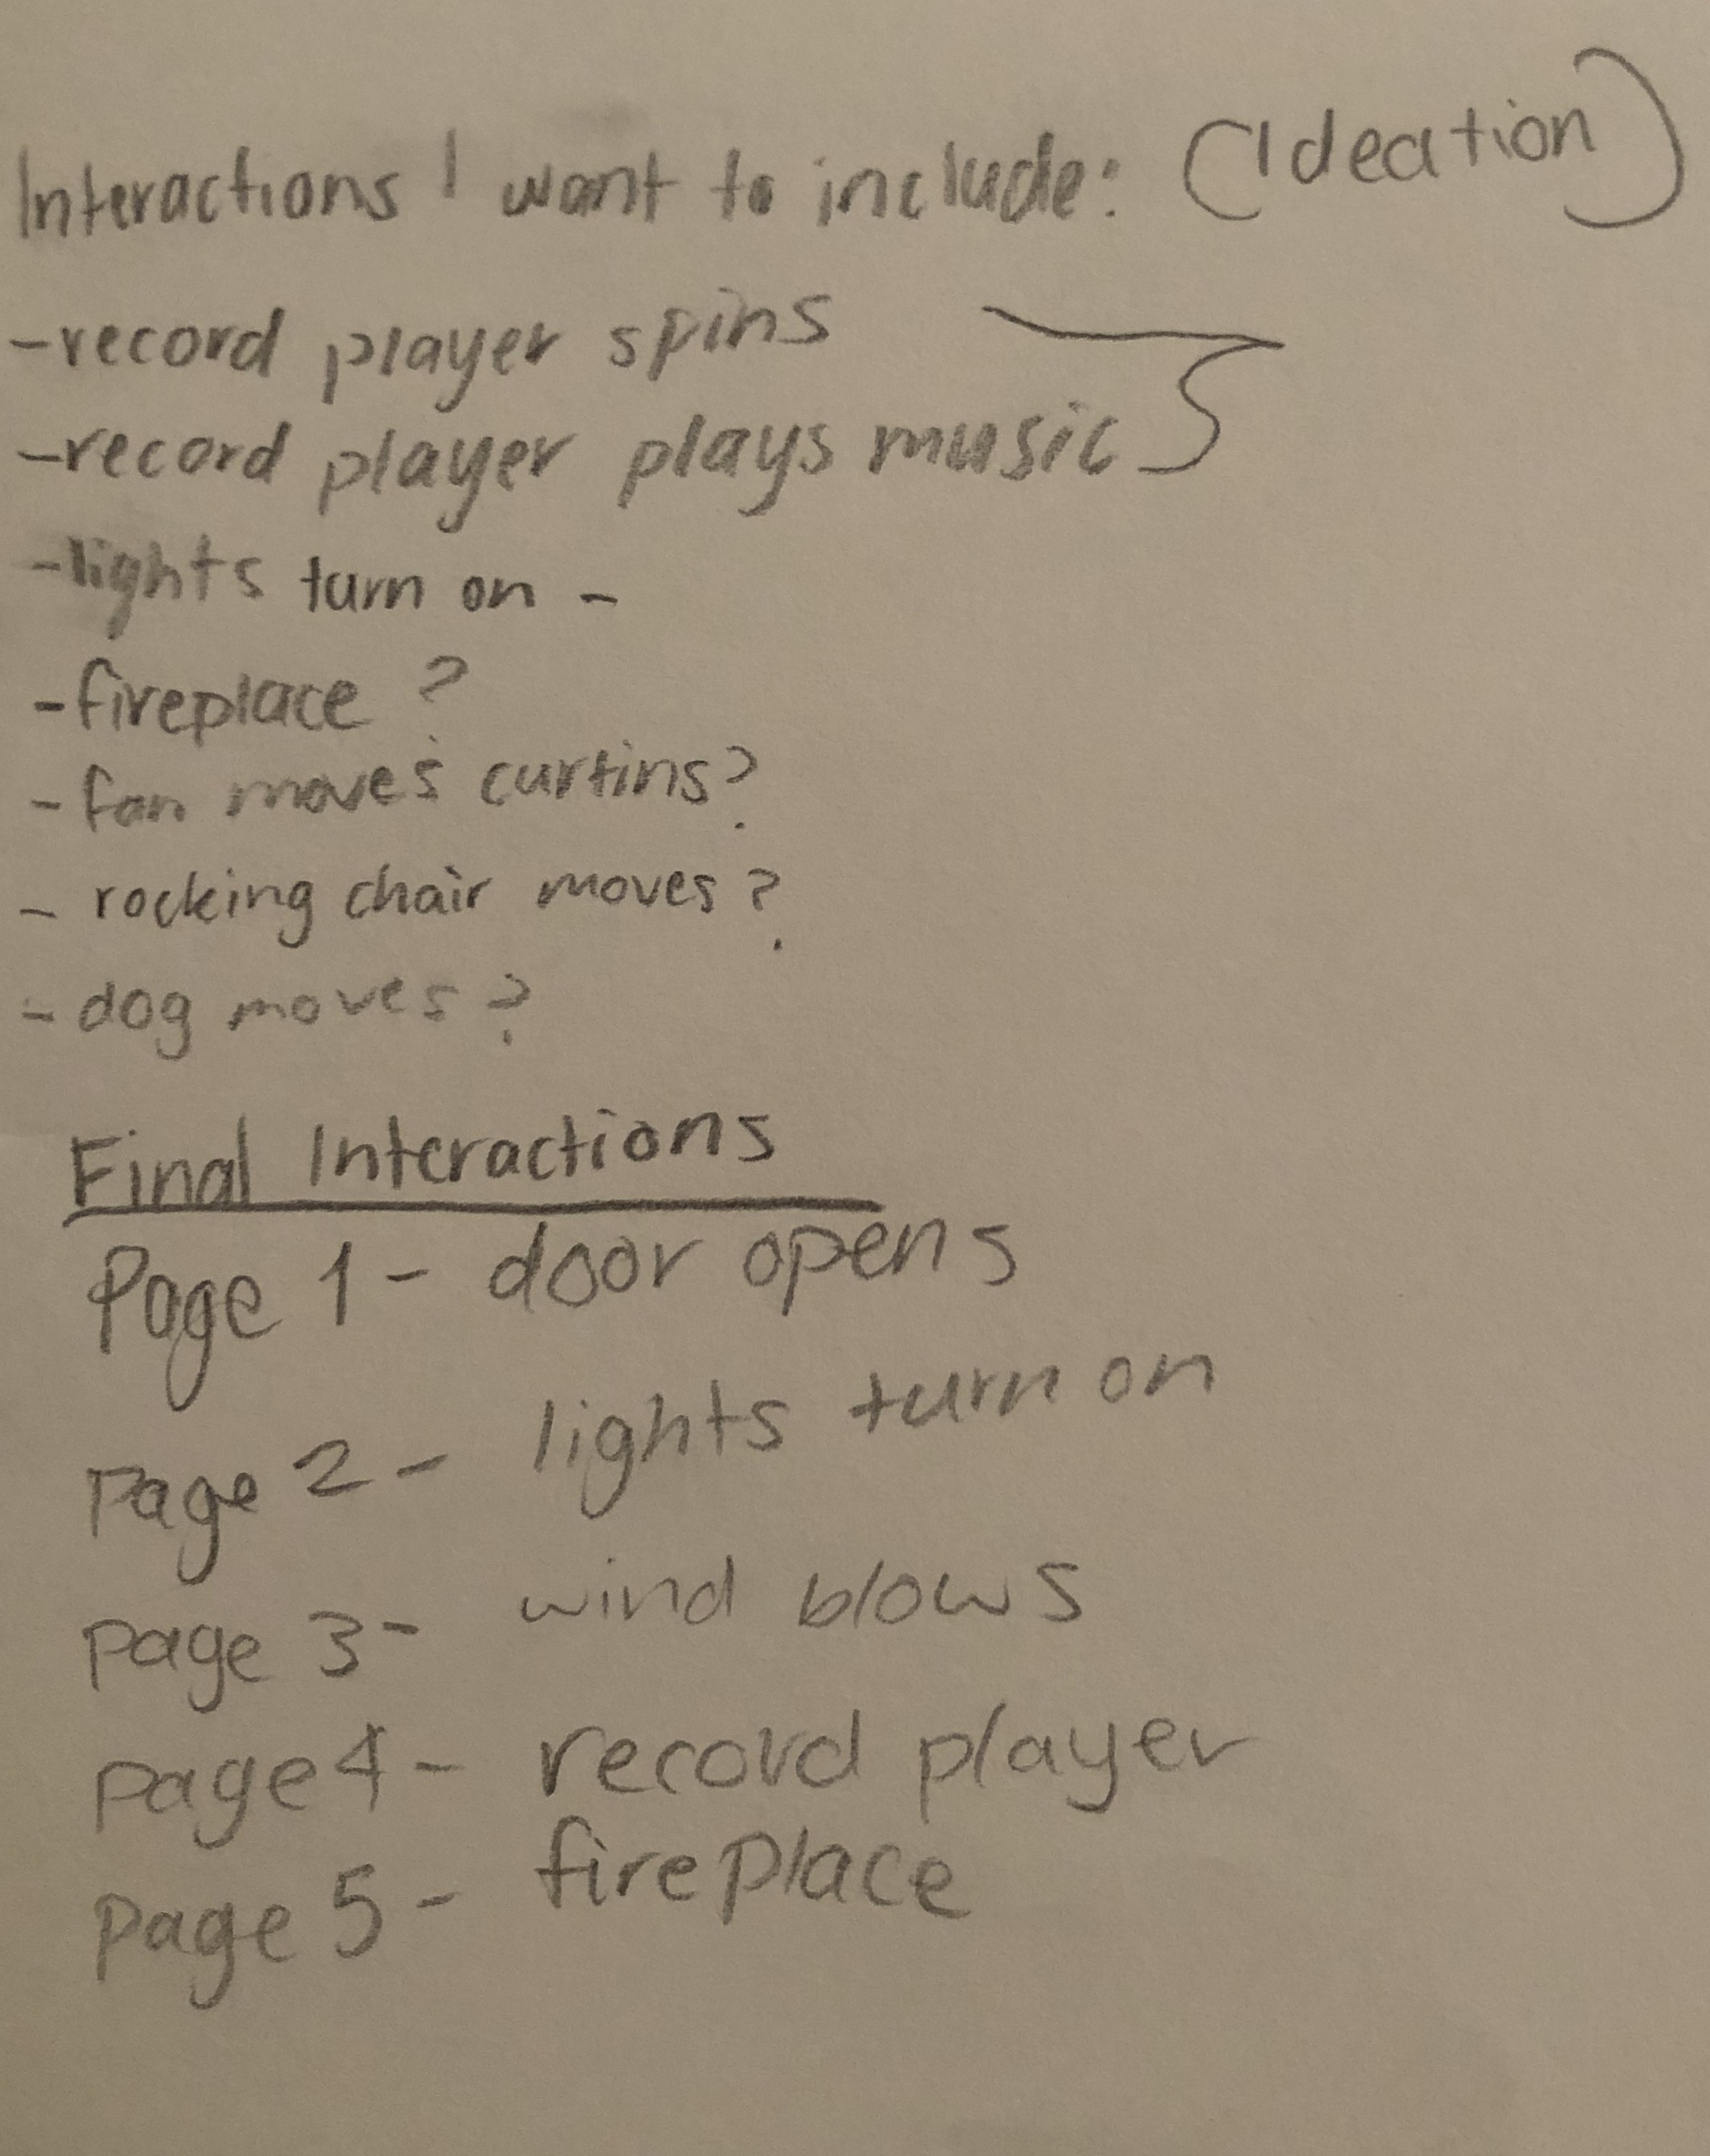 Interactions I want to include: (Ideation)
-record player spins
-record player plays music
-lights turn on -
-fireplace ?
-fan moves curtins?
- rocking chair moves?
- dog moves?
Final Interactions
Page 1- door opens
Page 2- lights turn on
Page 3- wind blows
Page 4- record player
Page 5- fireplace